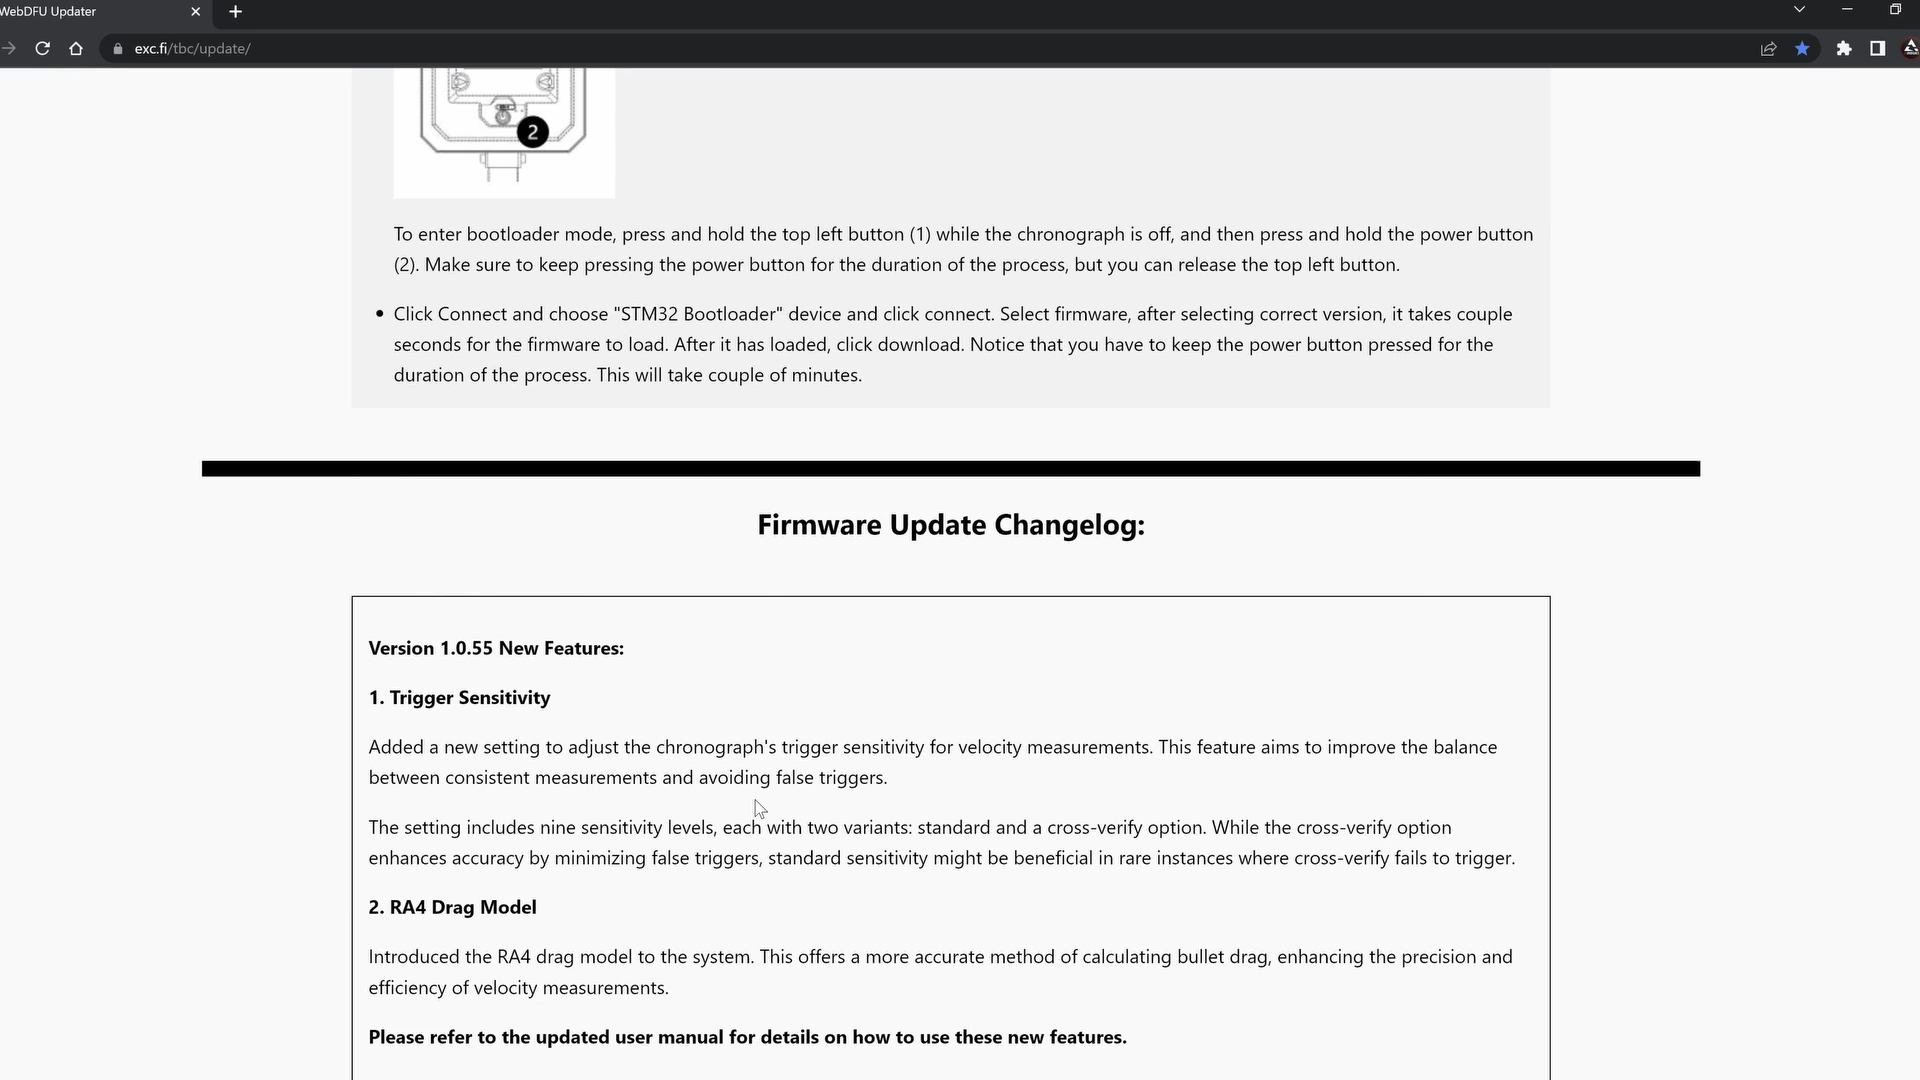 WebDFU Updater
exc.fi/tbc/update/
2
To enter bootloader mode, press and hold the top left button (1) while the chronograph is off, and then press and hold the power button
(2). Make sure to keep pressing the power button for the duration of the process, but you can release the top left button.
Click Connect and choose "STM32 Bootloader" device and click connect. Select firmware, after selecting correct version, it takes couple
seconds for the firmware to load. After it has loaded, click download. Notice that you have to keep the power button pressed for the
duration of the process. This will take couple of minutes.
Firmware Update Changelog:
Version 1.0.55 New Features:
1. Trigger Sensitivity
Added a new setting to adjust the chronograph's trigger sensitivity for velocity measurements. This feature aims to improve the balance
between consistent measurements and avoiding false triggers.
The setting includes nine sensitivity levels, each with two variants: standard and a cross-verify option. While the cross-verify option
enhances accuracy by minimizing false triggers, standard sensitivity might be beneficial in rare instances where cross-verify fails to trigger.
2. RA4 Drag Model
Introduced the RA4 drag model to the system. This offers a more accurate method of calculating bullet drag, enhancing the precision and
efficiency of velocity measurements.
Please refer to the updated user manual for details on how to use these new features.